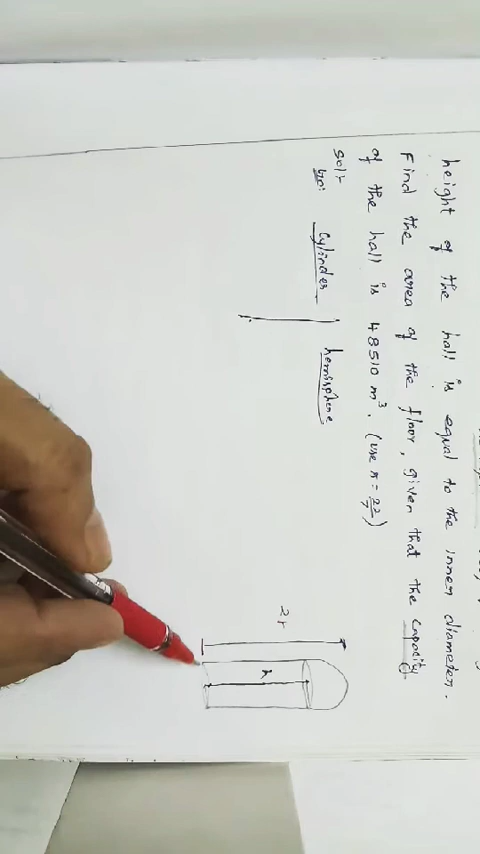 height of the hall is equal to the inner diameter.
Find the area of the floor, given that the capacity
of the hall is 48510 m³. (use π = 22/7)
Sol:-
Cylinder
hemisphere
2r
h